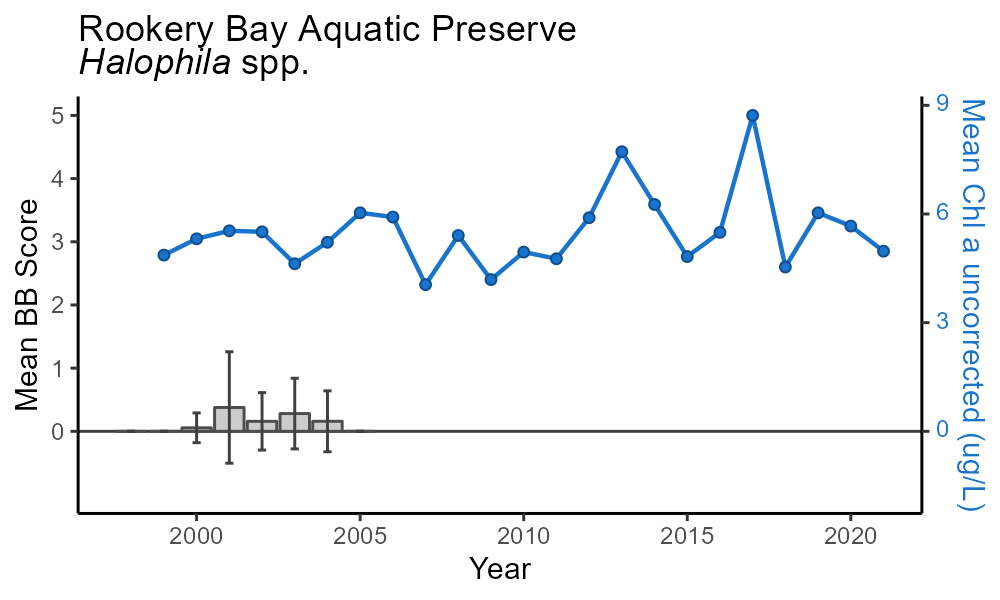 Rookery Bay Aquatic Preserve
Halophila spp.
Mean BB Score
5
4
3
2
1
0
9
6
3
0
Mean Chl a uncorrected (ug/L)
2000 2005 2010 2015 2020
Year